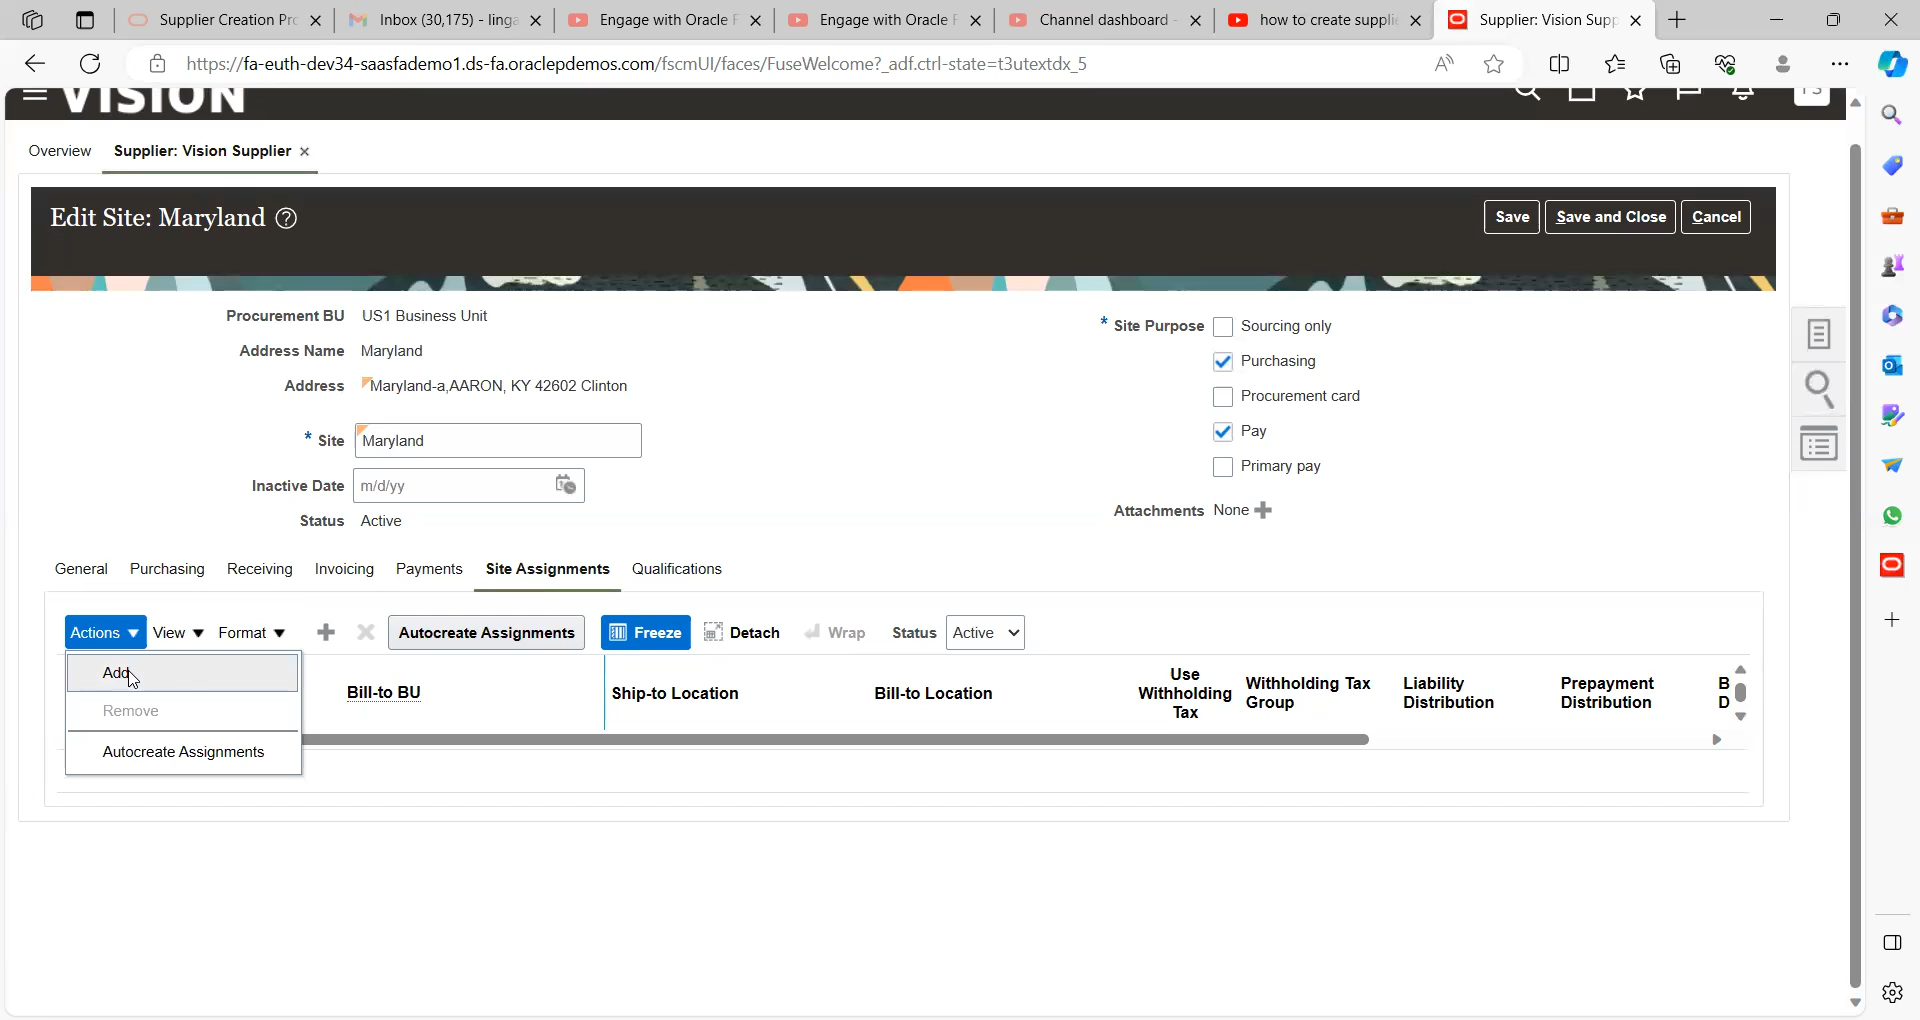 Supplier Creation Pro
Inbox (30,175) - linga
Engage with Oracle F
Engage with Oracle F
Channel dashboard -
how to create supplie
Supplier: Vision Supp
https://fa-euth-dev34-saasfademo1.ds-fa.oraclepdemos.com/fscmUI/faces/FuseWelcome?_adf.ctrl-state=t3utextdx_5
VISION
Overview
Supplier: Vision Supplier
Edit Site: Maryland
Save
Save and Close
Cancel
Procurement BU US1 Business Unit
Address Name Maryland
Address Maryland-a,AARON, KY 42602 Clinton
* Site Maryland
Inactive Date m/d/yy
Status Active
* Site Purpose
Sourcing only
Purchasing
Procurement card
Pay
Primary pay
Attachments None
General Purchasing Receiving Invoicing Payments Site Assignments Qualifications
Actions View Format Autocreate Assignments Freeze Detach Wrap Status Active
Add
Remove
Autocreate Assignments
Bill-to BU
Ship-to Location
Bill-to Location
Use
Withholding
Tax
Withholding Tax
Group
Liability
Distribution
Prepayment
Distribution
B
D